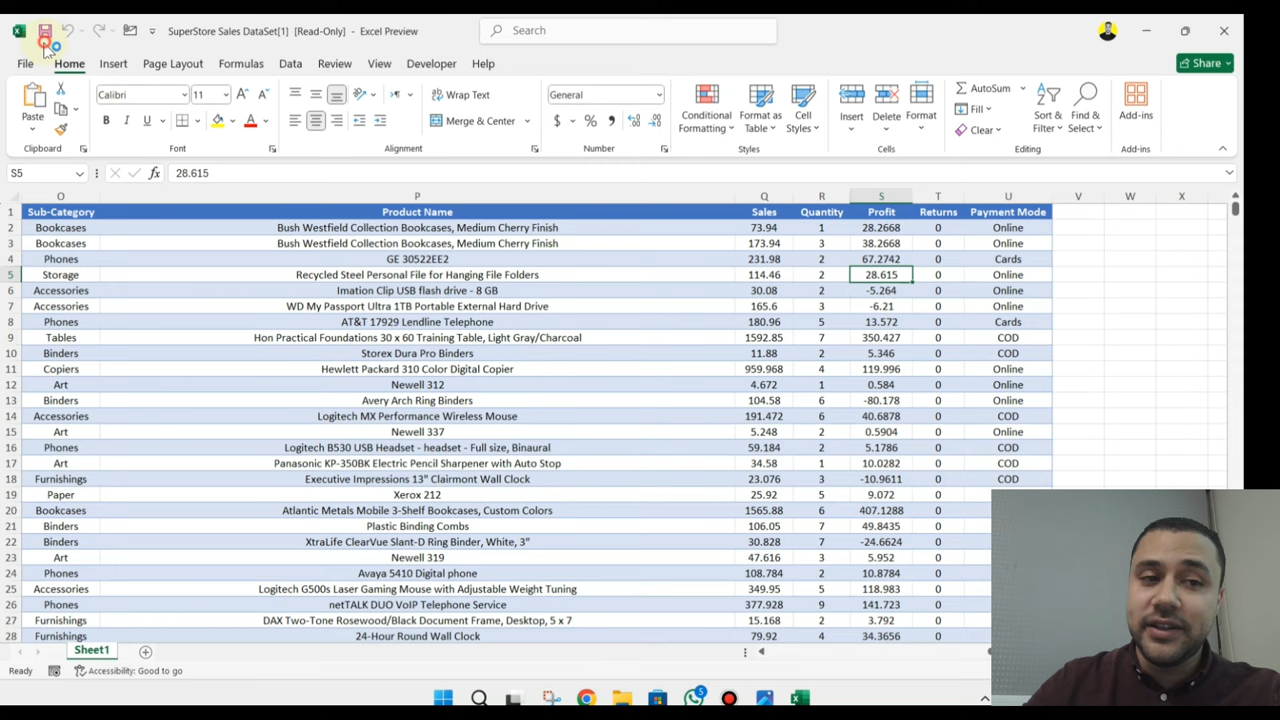 SuperStore Sales DataSet[1] [Read-Only] - Excel Preview
Search
File Home Insert Page Layout Formulas Data Review View Developer Help
Share
Calibri 11 Wrap Text General AutoSum
Paste B I U A Merge & Center $ % Conditional Formatting Format as Table Cell Styles Insert Delete Format Fill Clear Sort & Filter Find & Select Add-ins
Clipboard Font Alignment Number Styles Cells Editing Add-ins
S5 fx 28.615
O P Q R S T U V W X
1 Sub-Category Product Name Sales Quantity Profit Returns Payment Mode
2 Bookcases Bush Westfield Collection Bookcases, Medium Cherry Finish 73.94 1 28.2668 0 Online
3 Bookcases Bush Westfield Collection Bookcases, Medium Cherry Finish 173.94 3 38.2668 0 Online
4 Phones GE 30522EE2 231.98 2 67.2742 0 Cards
5 Storage Recycled Steel Personal File for Hanging File Folders 114.46 2 28.615 0 Online
6 Accessories Imation Clip USB flash drive - 8 GB 30.08 2 -5.264 0 Online
7 Accessories WD My Passport Ultra 1TB Portable External Hard Drive 165.6 3 -6.21 0 Online
8 Phones AT&T 17929 Lendline Telephone 180.96 5 13.572 0 Cards
9 Tables Hon Practical Foundations 30 x 60 Training Table, Light Gray/Charcoal 1592.85 7 350.427 0 COD
10 Binders Storex Dura Pro Binders 11.88 2 5.346 0 COD
11 Copiers Hewlett Packard 310 Color Digital Copier 959.968 4 119.996 0 COD
12 Art Newell 312 4.672 1 0.584 0 Online
13 Binders Avery Arch Ring Binders 104.58 6 -80.178 0 Online
14 Accessories Logitech MX Performance Wireless Mouse 191.472 6 40.6878 0 COD
15 Art Newell 337 5.248 2 0.5904 0 Online
16 Phones Logitech B530 USB Headset - headset - Full size, Binaural 59.184 2 5.1786 0 COD
17 Art Panasonic KP-350BK Electric Pencil Sharpener with Auto Stop 34.58 1 10.0282 0 COD
18 Furnishings Executive Impressions 13" Clairmont Wall Clock 23.076 3 -10.9611 0 COD
19 Paper Xerox 212 25.92 5 9.072 0
20 Bookcases Atlantic Metals Mobile 3-Shelf Bookcases, Custom Colors 1565.88 6 407.1288 0
21 Binders Plastic Binding Combs 106.05 7 49.8435 0
22 Binders XtraLife ClearVue Slant-D Ring Binder, White, 3" 30.828 7 -24.6624 0
23 Art Newell 319 47.616 3 5.952 0
24 Phones Avaya 5410 Digital phone 108.784 2 10.8784 0
25 Accessories Logitech G500s Laser Gaming Mouse with Adjustable Weight Tuning 349.95 5 118.983 0
26 Phones netTALK DUO VoIP Telephone Service 377.928 9 141.723 0
27 Furnishings DAX Two-Tone Rosewood/Black Document Frame, Desktop, 5 x 7 15.168 2 3.792 0
28 Furnishings 24-Hour Round Wall Clock 79.92 4 34.3656 0
Sheet1
Ready Accessibility: Good to go
5